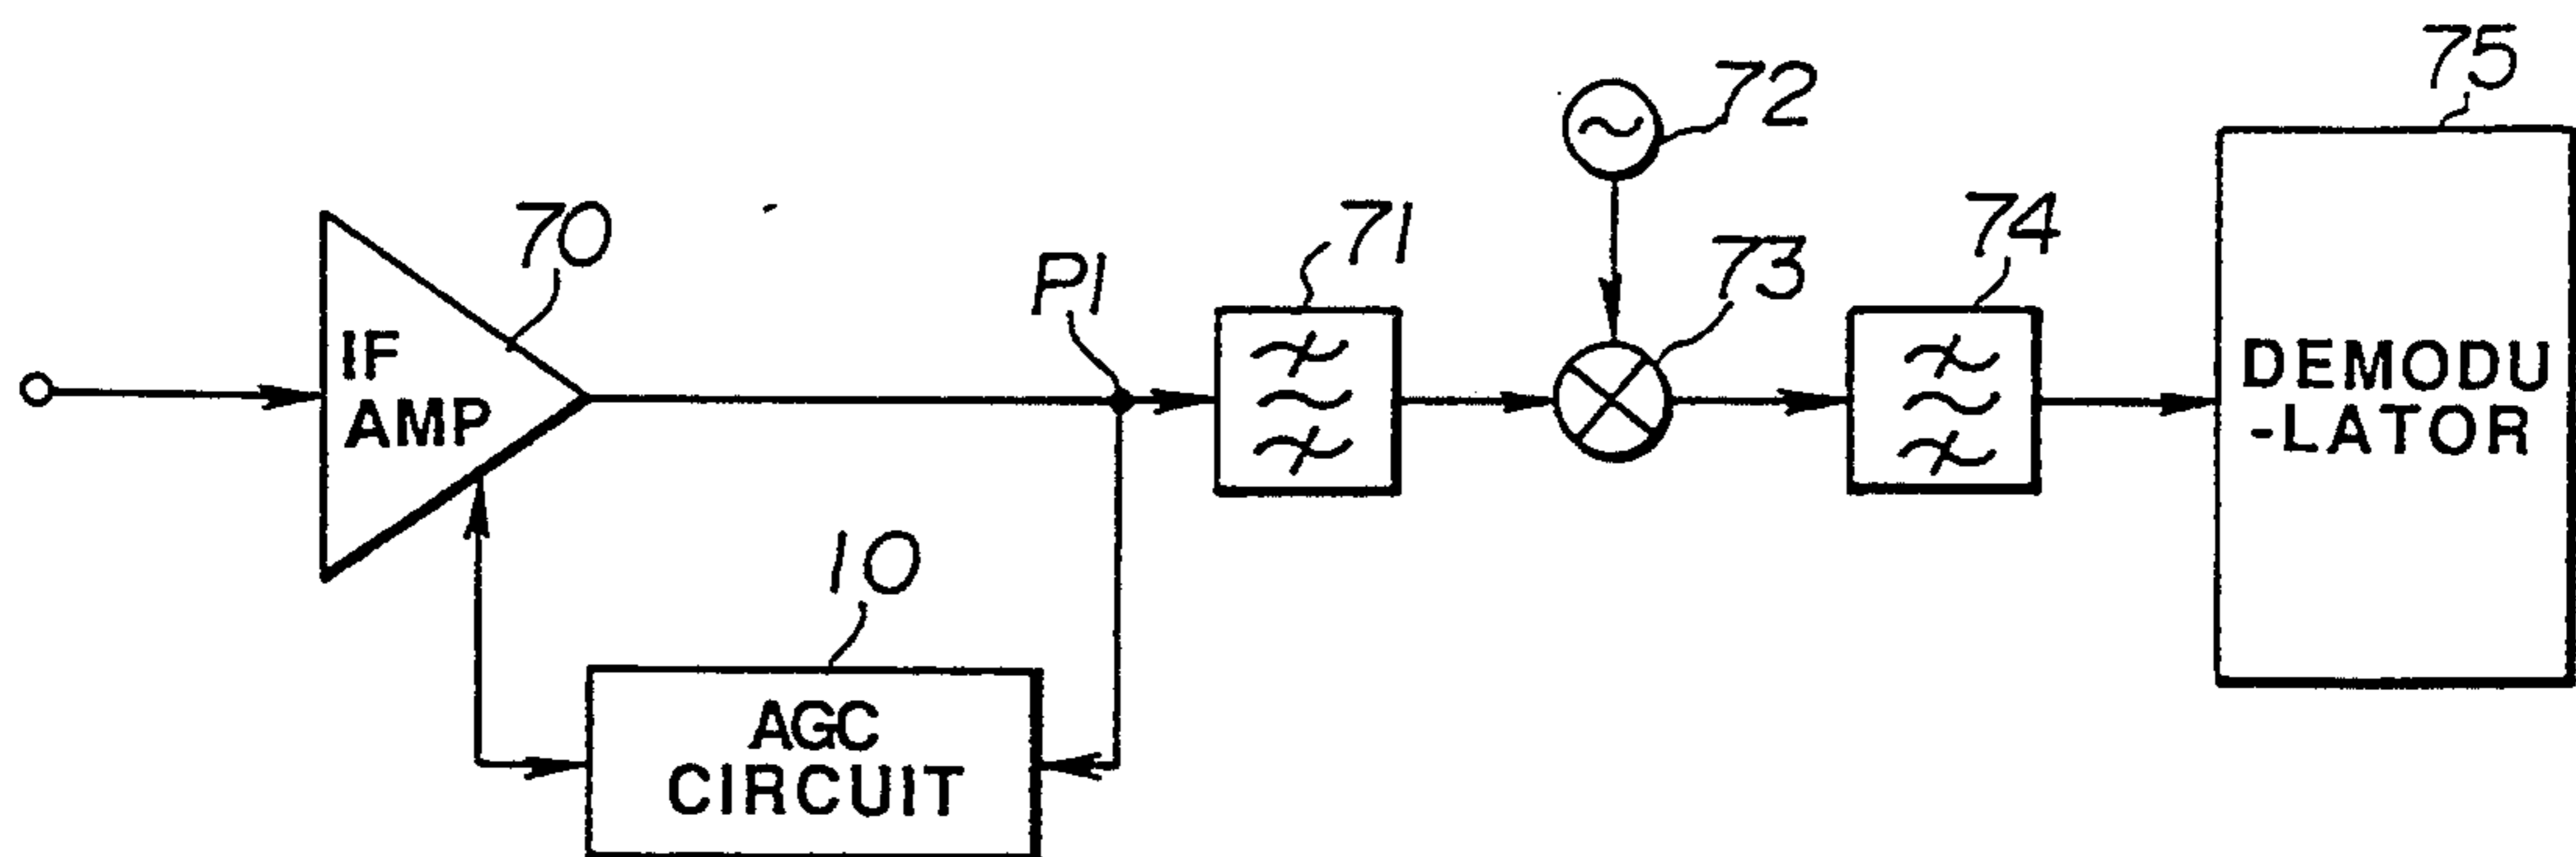 75
72
70
71
74
73
P1
IF
AMP
DEMODU
-LATOR
10
AGC
CIRCUIT